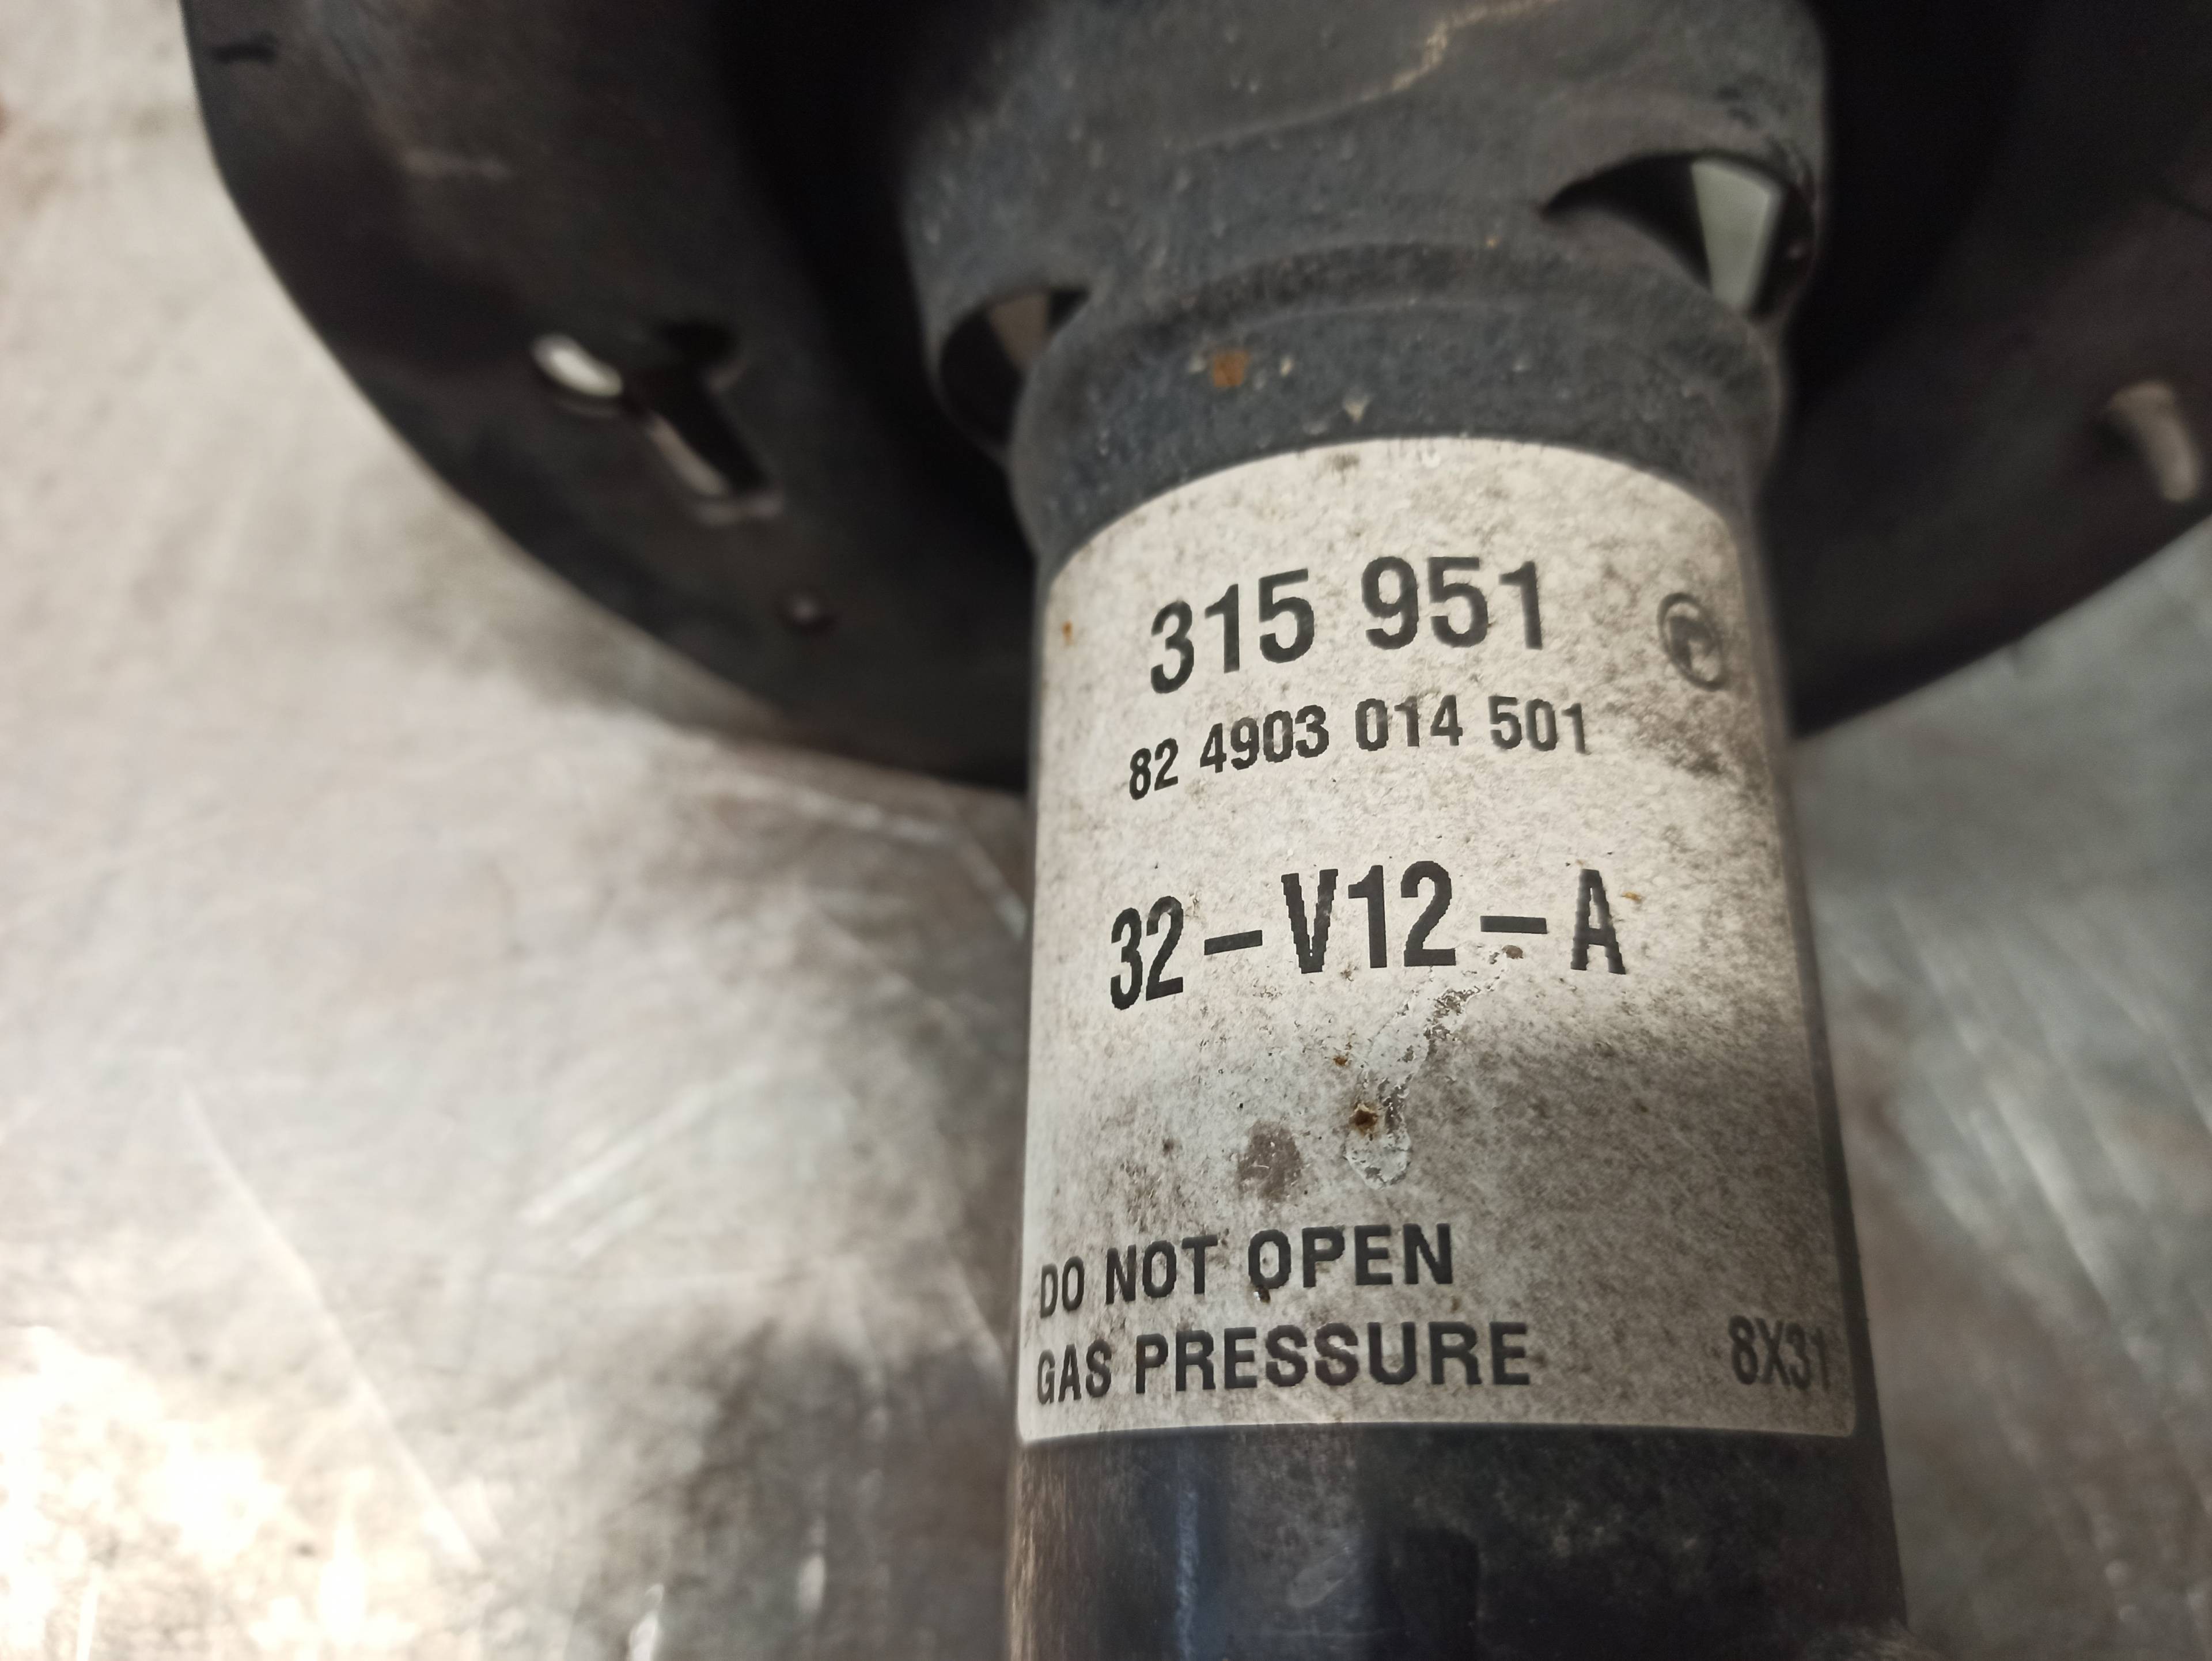 315 951
82 4903 014 501
32-V12-A
DO NOT OPEN
GAS PRESSURE 8X31